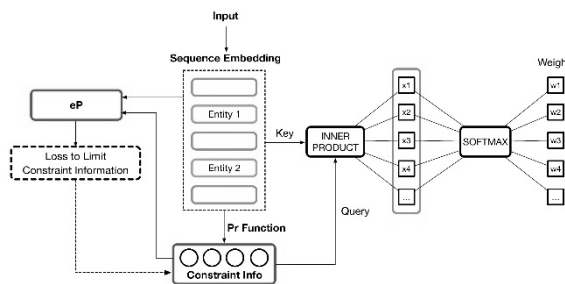 Input
Sequence Embedding
Weigh
eP
Entity 1
Key
INNER
PRODUCT
x1
x2
x3
x4
...
SOFTMAX
w1
w2
w3
w4
...
Loss to Limit
Constraint Information
Entity 2
Query
Pr Function
Constraint Info